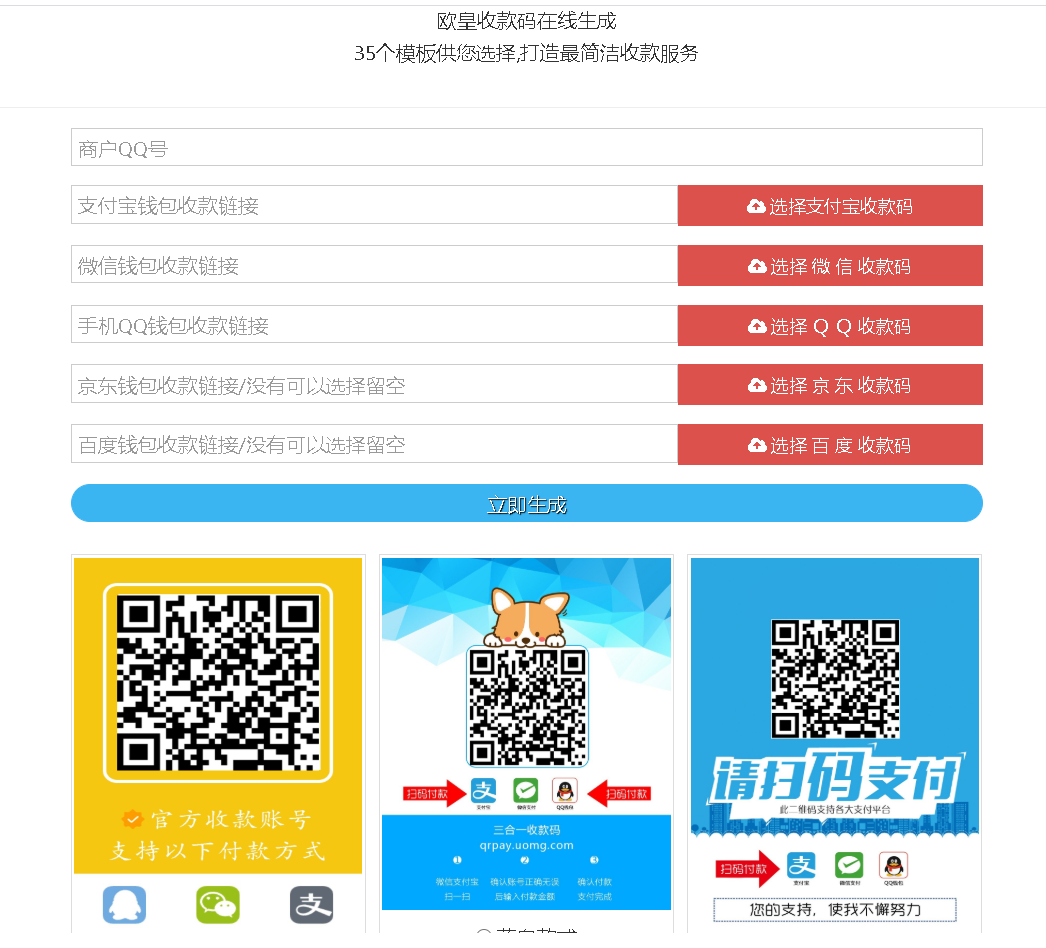 欧皇收款码在线生成
35个模板供您选择,打造最简洁收款服务
商户QQ号
支付宝钱包收款链接
选择支付宝收款码
微信钱包收款链接
选择 微 信 收款码
手机QQ钱包收款链接
选择 Q Q 收款码
京东钱包收款链接/没有可以选择留空
选择 京 东 收款码
百度钱包收款链接/没有可以选择留空
选择 百 度 收款码
立即生成
官方收款账号
支持以下付款方式
支
扫码付款
支
支付宝
微信支付
QQ钱包
扫码付款
三合一收款码
qrpay.uomg.com
1
2
3
微信支付宝
扫一扫
确认账号正确无误
后输入付款金额
确认付款
支付完成
请扫码支付
此二维码支持各大支付平台
扫码付款
支
支付宝
微信支付
QQ钱包
您的支持，使我不懈努力